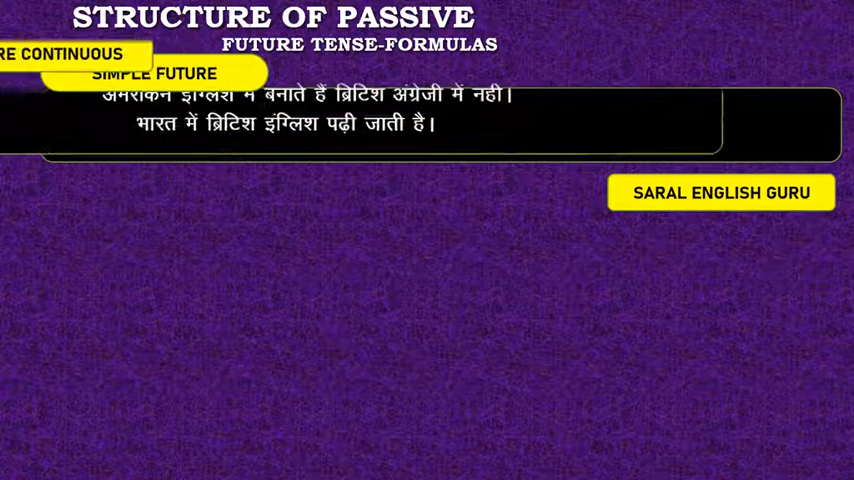 STRUCTURE OF PASSIVE
FUTURE TENSE-FORMULAS
RE CONTINUOUS
SIMPLE FUTURE
अमेरीकन इंग्लिश में बनाते हैं ब्रिटिश अंग्रेजी में नही।
भारत में ब्रिटिश इंग्लिश पढ़ी जाती है।
SARAL ENGLISH GURU